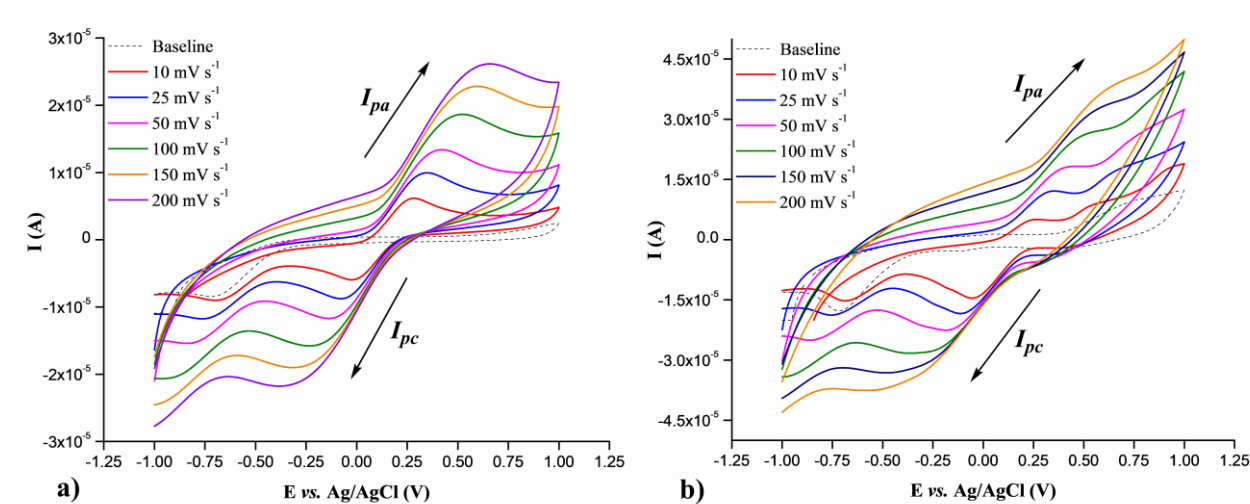 3x10⁻⁵
2x10⁻⁵
1x10⁻⁵
0
-1x10⁻⁵
-2x10⁻⁵
-3x10⁻⁵
I (A)
Baseline
10 mV s⁻¹
25 mV s⁻¹
50 mV s⁻¹
100 mV s⁻¹
150 mV s⁻¹
200 mV s⁻¹
Ipa
Ipc
-1.25 -1.00 -0.75 -0.50 -0.25 0.00 0.25 0.50 0.75 1.00 1.25
a)
E vs. Ag/AgCl (V)
4.5x10⁻⁵
3.0x10⁻⁵
1.5x10⁻⁵
0.0
-1.5x10⁻⁵
-3.0x10⁻⁵
-4.5x10⁻⁵
I (A)
Baseline
10 mV s⁻¹
25 mV s⁻¹
50 mV s⁻¹
100 mV s⁻¹
150 mV s⁻¹
200 mV s⁻¹
Ipa
Ipc
-1.25 -1.00 -0.75 -0.50 -0.25 0.00 0.25 0.50 0.75 1.00 1.25
b)
E vs. Ag/AgCl (V)